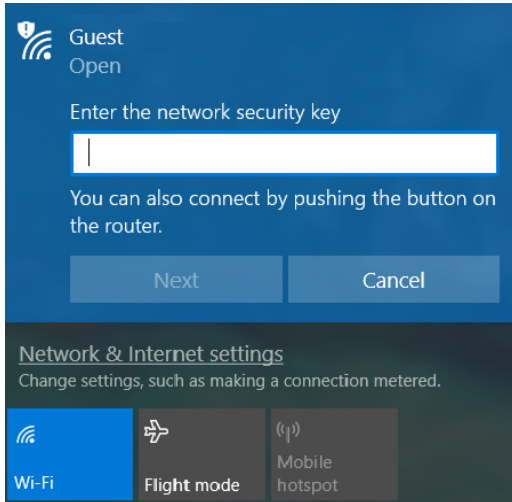 Guest
Open
Enter the network security key
You can also connect by pushing the button on
the router.
Next
Cancel
Network & Internet settings
Change settings, such as making a connection metered.
Wi-Fi
Flight mode
Mobile
hotspot